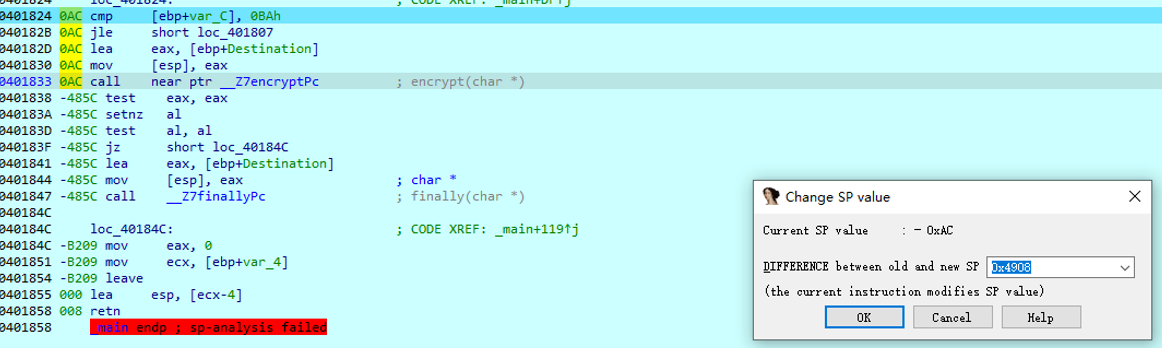 0401824 loc_401824: ; CODE XREF: _main+DF↑j
0401824 0AC cmp [ebp+var_C], 0BAh
040182B 0AC jle short loc_401807
040182D 0AC lea eax, [ebp+Destination]
0401830 0AC mov [esp], eax
0401833 0AC call near ptr __Z7encryptPc ; encrypt(char *)
0401838 -485C test eax, eax
040183A -485C setnz al
040183D -485C test al, al
040183F -485C jz short loc_40184C
0401841 -485C lea eax, [ebp+Destination]
0401844 -485C mov [esp], eax ; char *
0401847 -485C call __Z7finallyPc ; finally(char *)
040184C
040184C loc_40184C: ; CODE XREF: _main+119↑j
040184C -B209 mov eax, 0
0401851 -B209 mov ecx, [ebp+var_4]
0401854 -B209 leave
0401855 000 lea esp, [ecx-4]
0401858 008 retn
0401858 _main endp ; sp-analysis failed
Change SP value
Current SP value : - 0xAC
DIFFERENCE between old and new SP 0x4908
(the current instruction modifies SP value)
OK Cancel Help